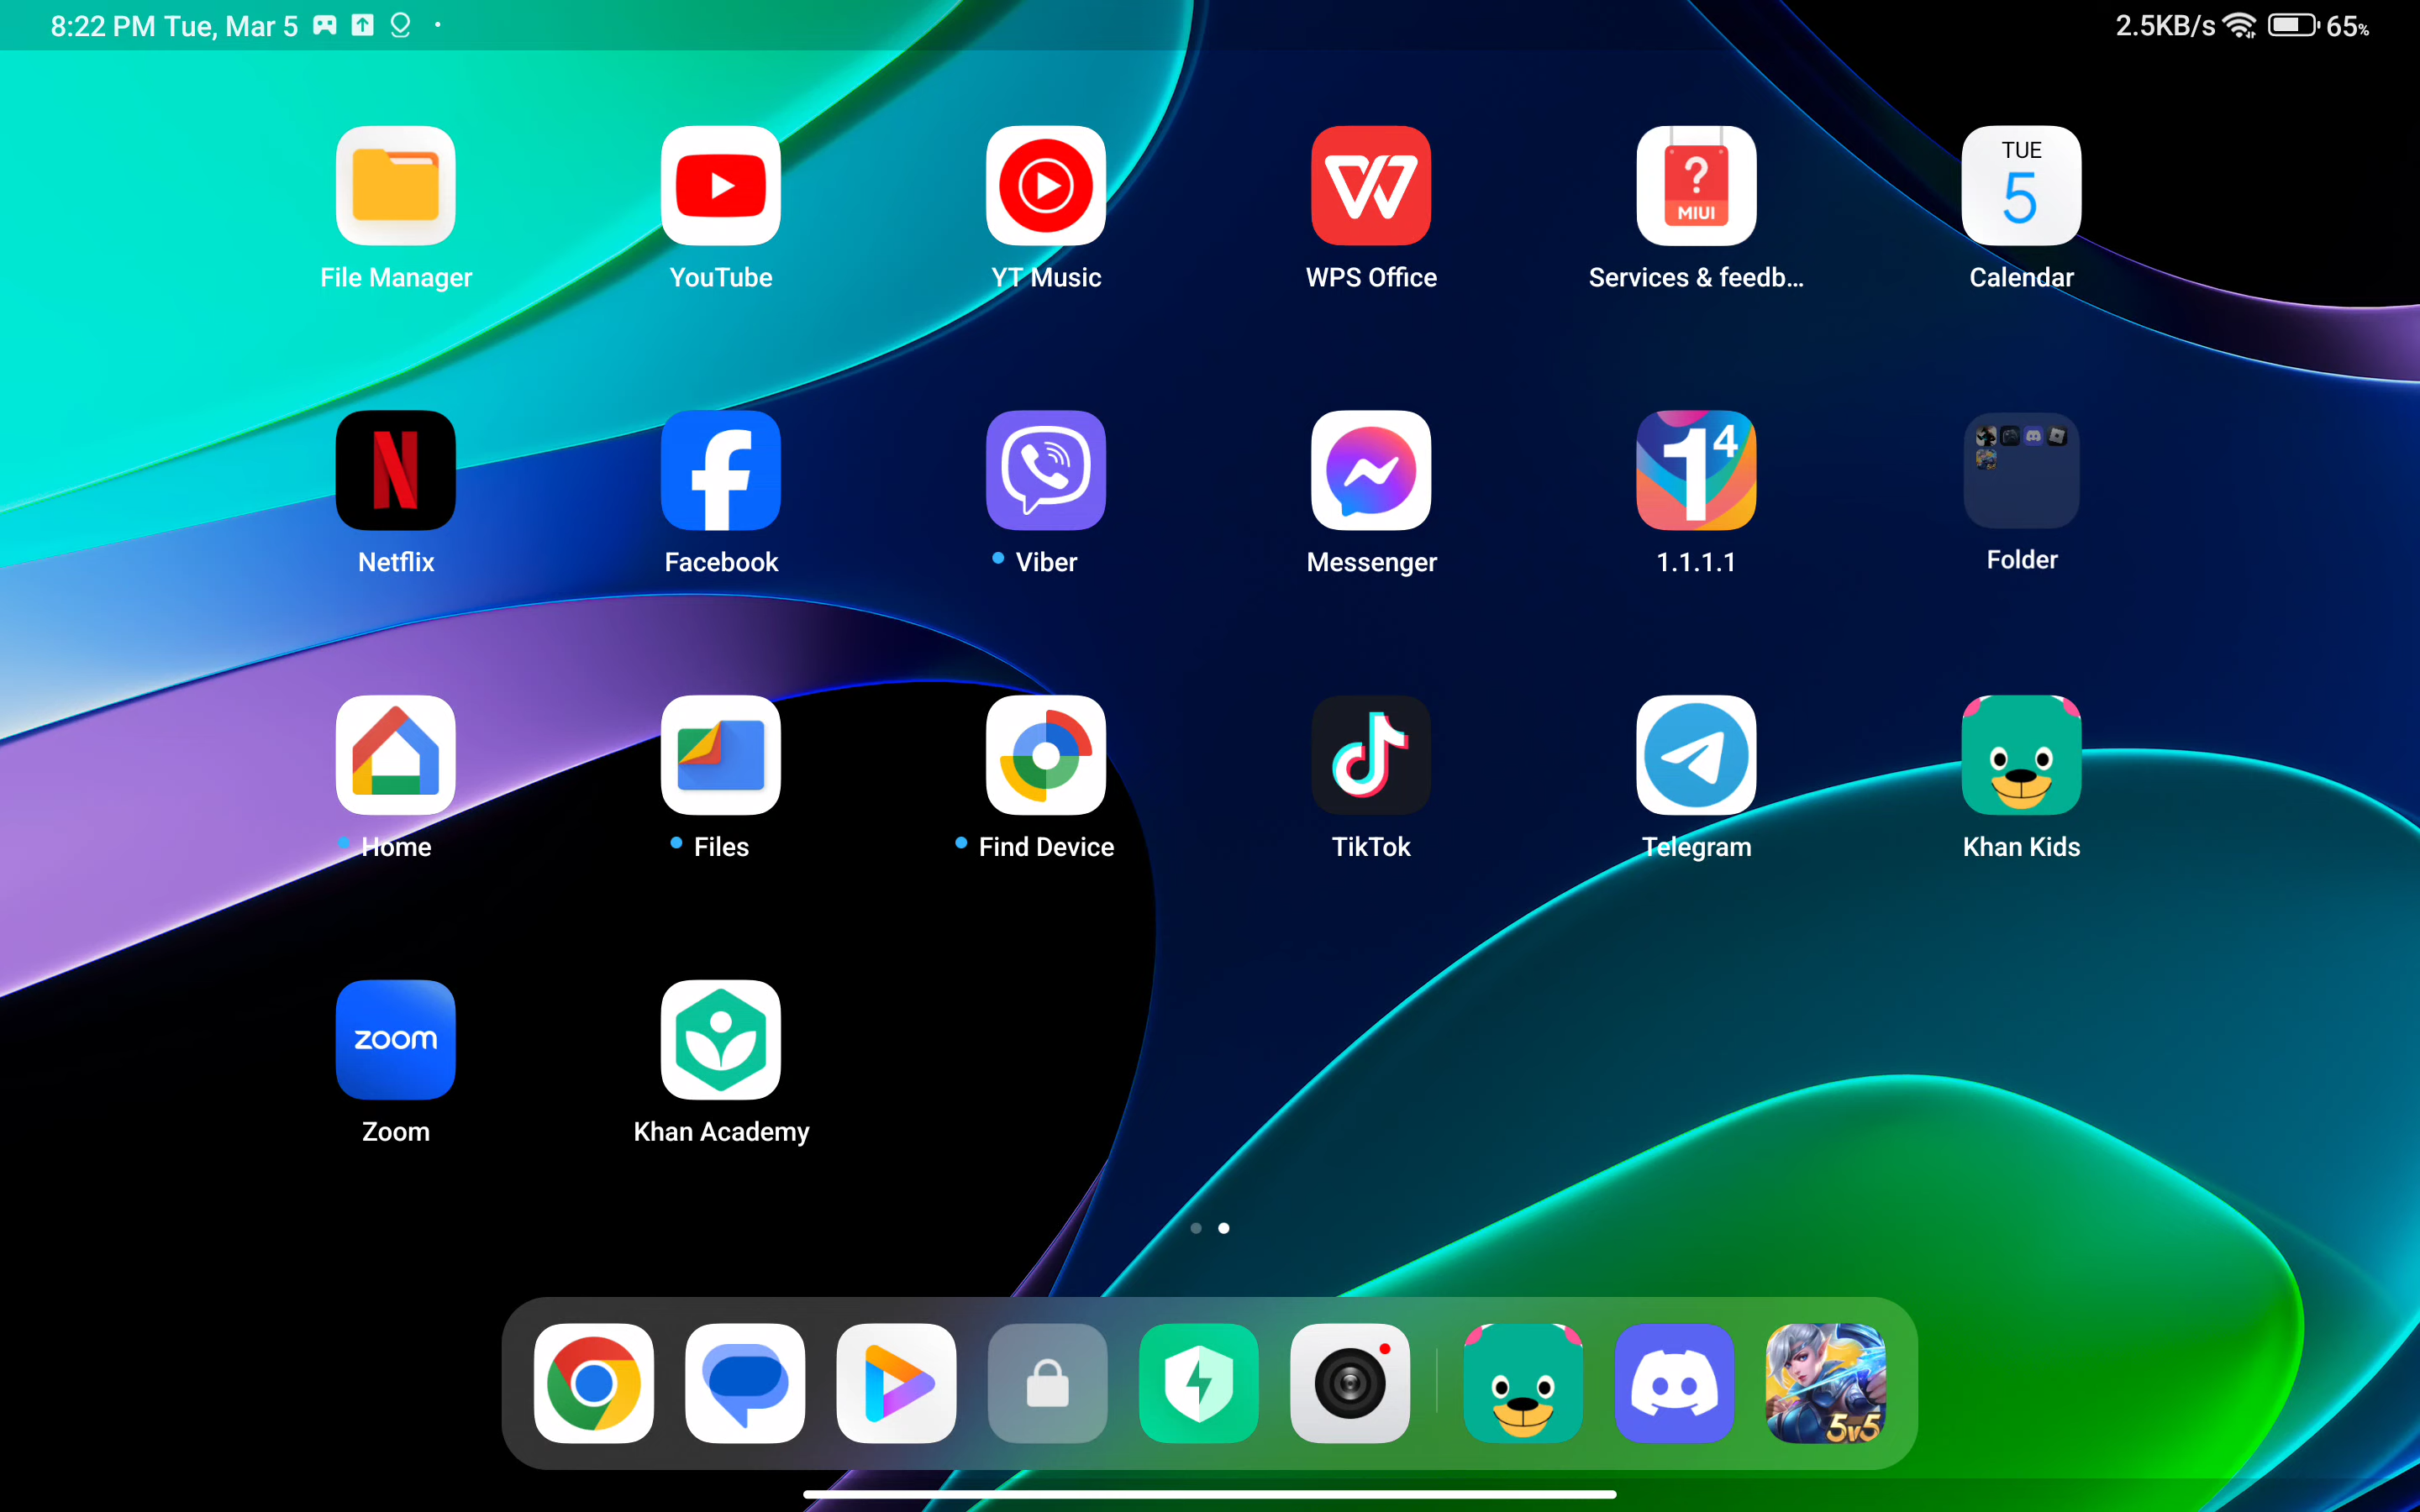 8:22 PM Tue, Mar 5
2.5KB/s 65%
TUE
5
MIUI
File Manager
YouTube
YT Music
WPS Office
Services & feedb...
Calendar
1⁴
Netflix
Facebook
Viber
Messenger
1.1.1.1
Folder
Home
Files
Find Device
TikTok
Telegram
Khan Kids
zoom
Zoom
Khan Academy
5v5